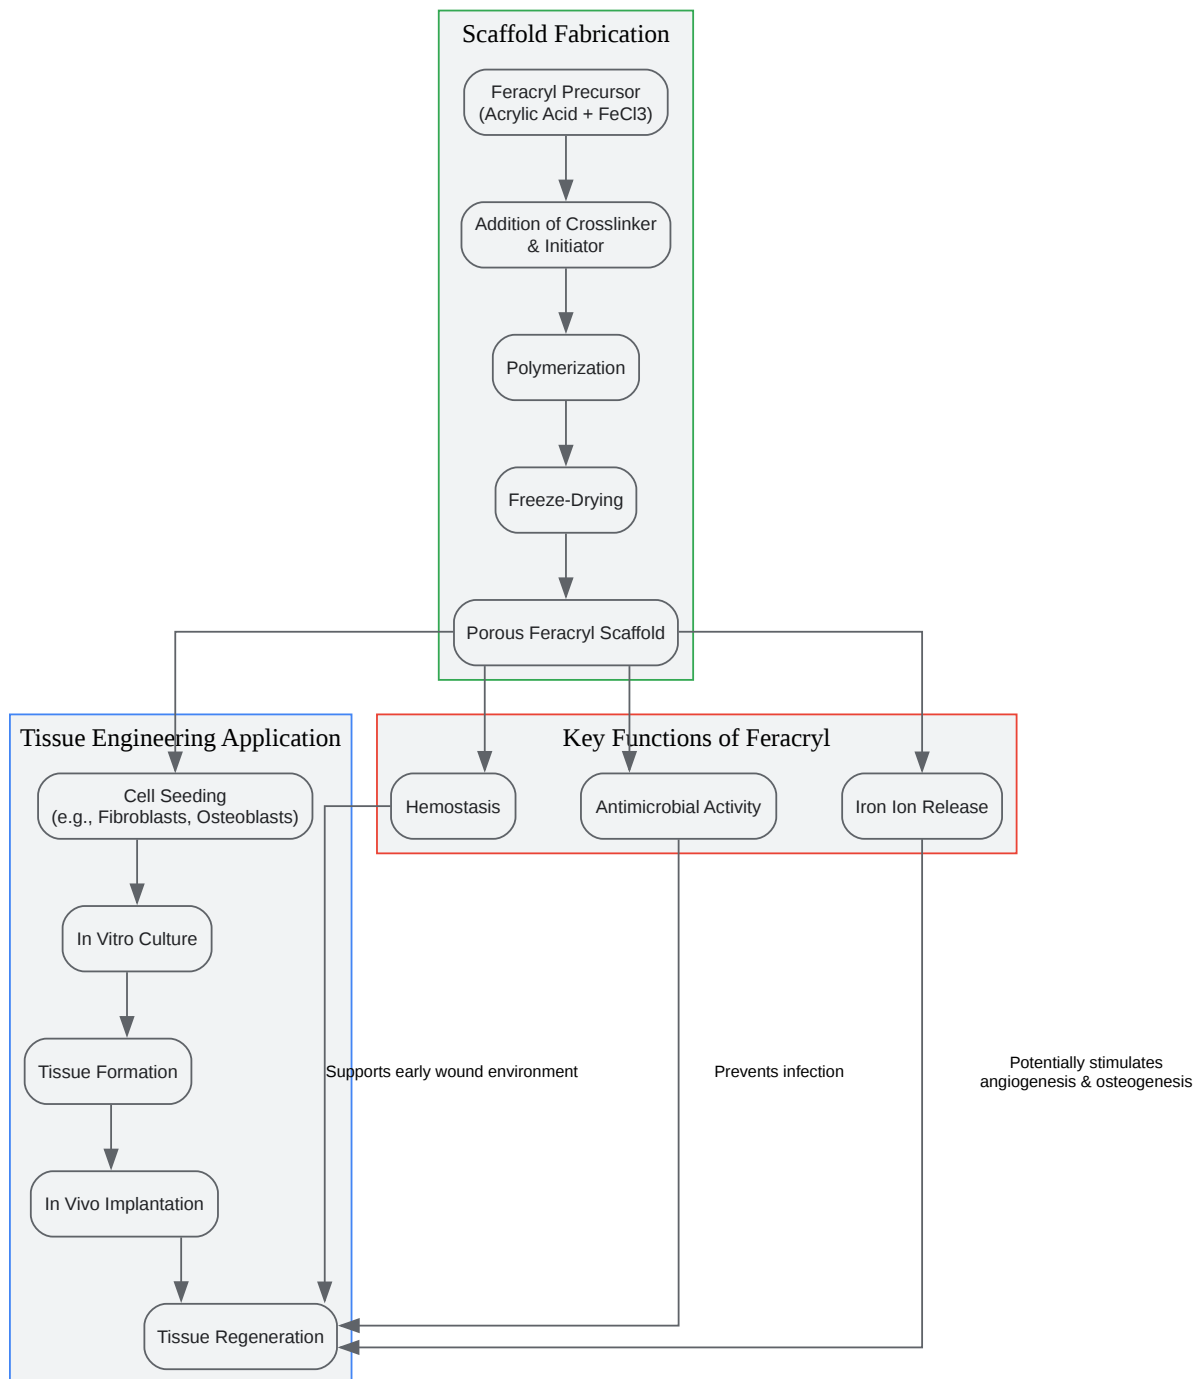 Scaffold Fabrication
Feracryl Precursor
(Acrylic Acid + FeCl3)
Addition of Crosslinker
& Initiator
Polymerization
Freeze-Drying
Porous Feracryl Scaffold
Tissue Engineering Application
Cell Seeding
(e.g., Fibroblasts, Osteoblasts)
In Vitro Culture
Tissue Formation
In Vivo Implantation
Tissue Regeneration
Key Functions of Feracryl
Hemostasis
Antimicrobial Activity
Iron Ion Release
Supports early wound environment
Prevents infection
Potentially stimulates
angiogenesis & osteogenesis